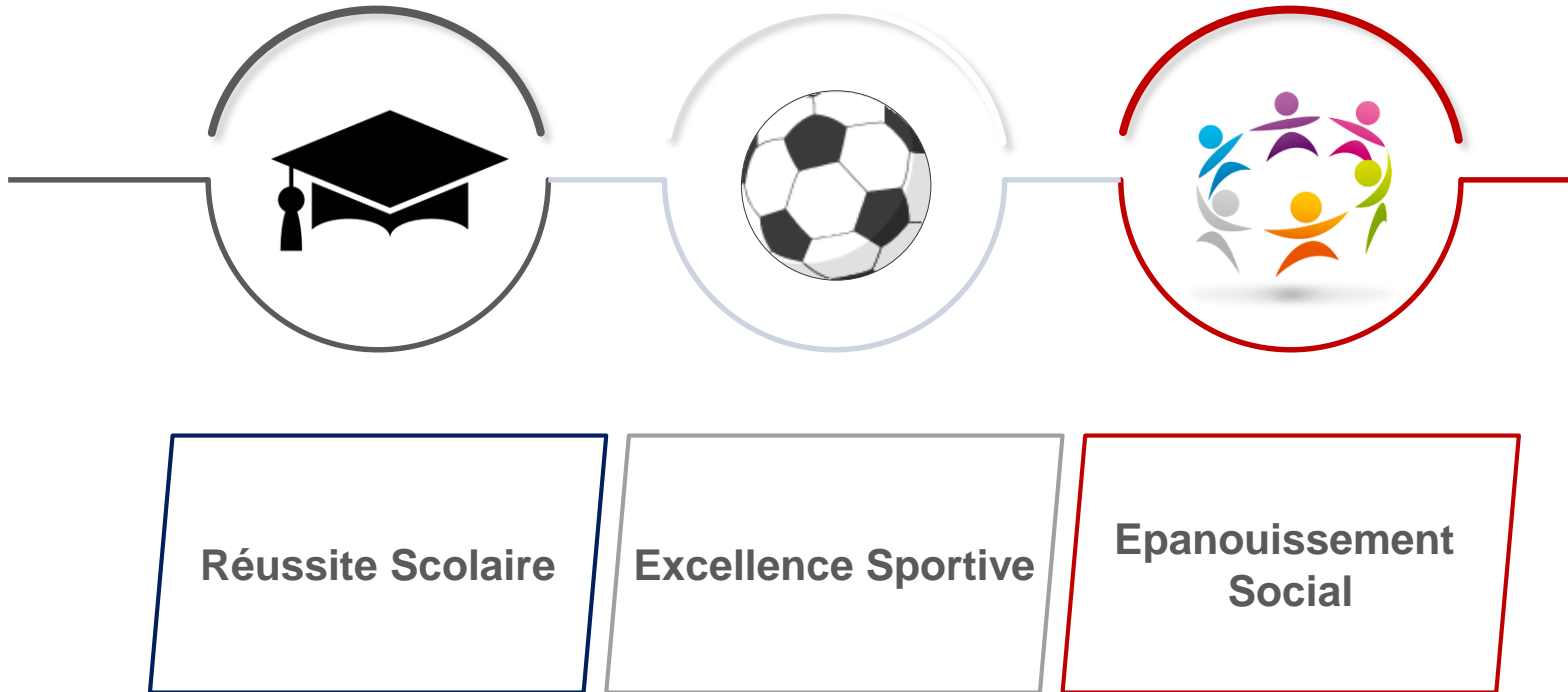 Réussite Scolaire
Excellence Sportive
Epanouissement
Social